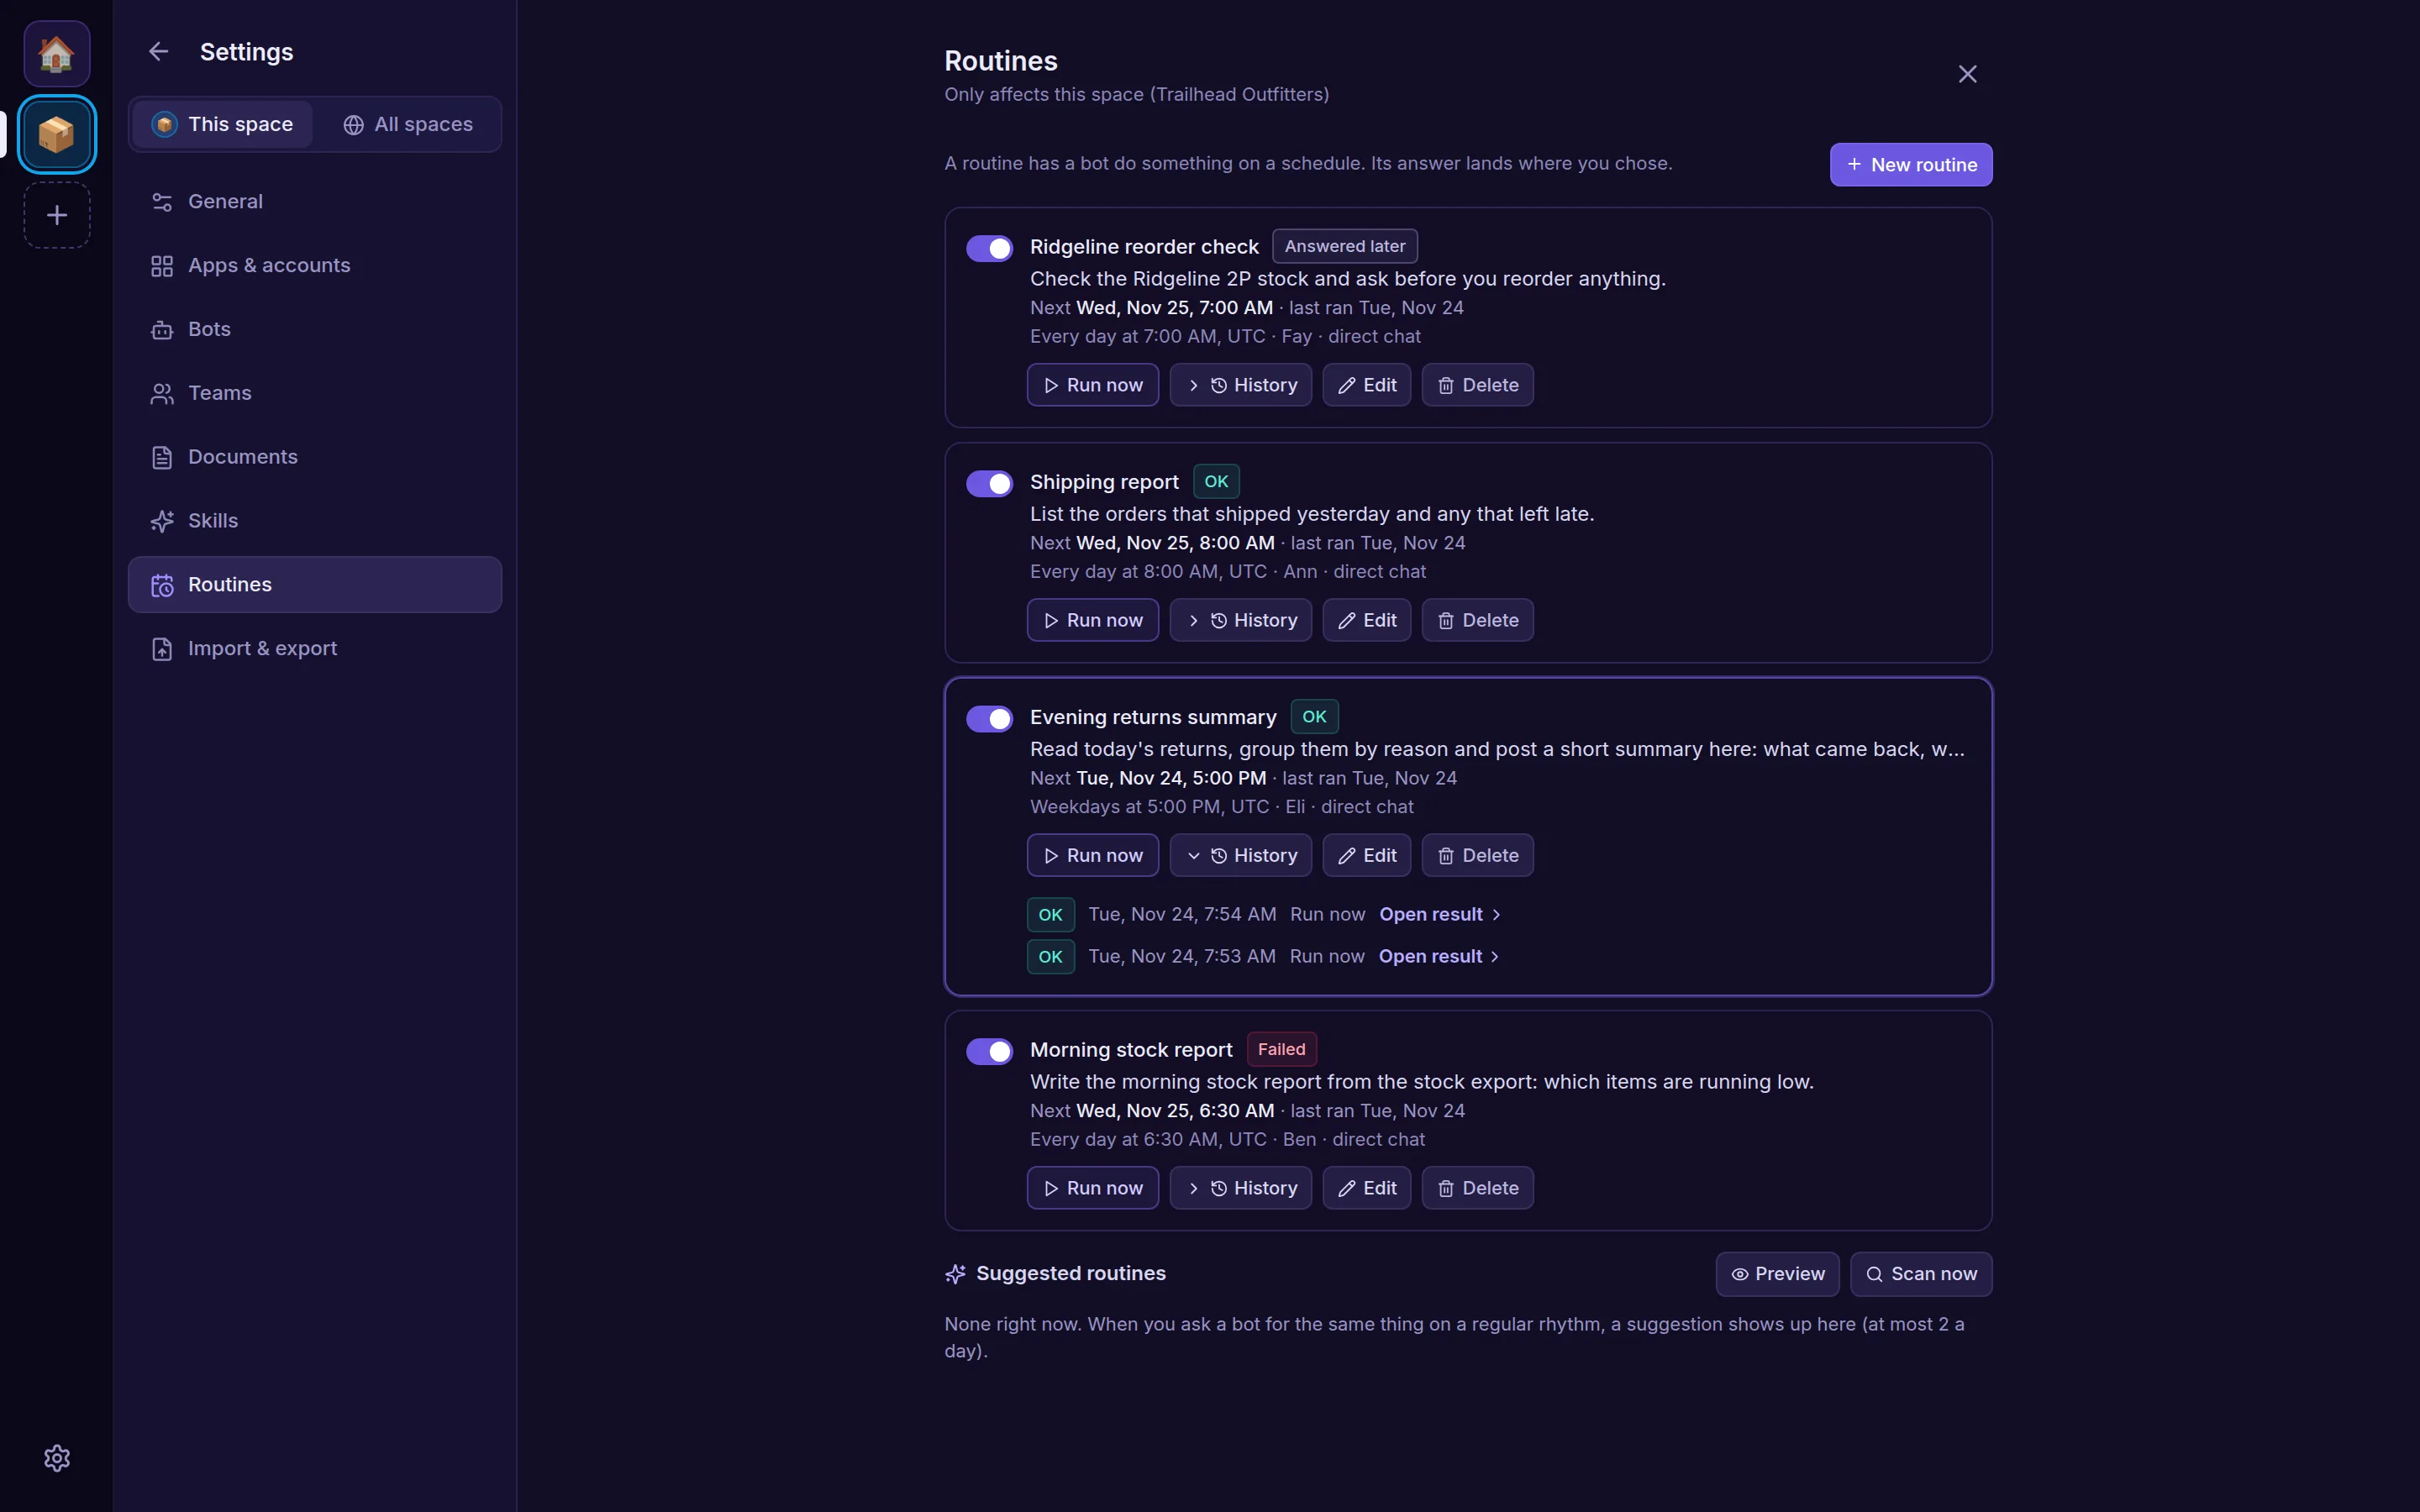 Settings
This space
All spaces
General
Apps & accounts
Bots
Teams
Documents
Skills
Routines
Import & export
Routines
Only affects this space (Trailhead Outfitters)
A routine has a bot do something on a schedule. Its answer lands where you chose.
New routine
Ridgeline reorder check Answered later
Check the Ridgeline 2P stock and ask before you reorder anything.
Next Wed, Nov 25, 7:00 AM · last ran Tue, Nov 24
Every day at 7:00 AM, UTC · Fay · direct chat
Run now History Edit Delete
Shipping report OK
List the orders that shipped yesterday and any that left late.
Next Wed, Nov 25, 8:00 AM · last ran Tue, Nov 24
Every day at 8:00 AM, UTC · Ann · direct chat
Run now History Edit Delete
Evening returns summary OK
Read today's returns, group them by reason and post a short summary here: what came back, w...
Next Tue, Nov 24, 5:00 PM · last ran Tue, Nov 24
Weekdays at 5:00 PM, UTC · Eli · direct chat
Run now History Edit Delete
OK Tue, Nov 24, 7:54 AM Run now Open result
OK Tue, Nov 24, 7:53 AM Run now Open result
Morning stock report Failed
Write the morning stock report from the stock export: which items are running low.
Next Wed, Nov 25, 6:30 AM · last ran Tue, Nov 24
Every day at 6:30 AM, UTC · Ben · direct chat
Run now History Edit Delete
Suggested routines
Preview
Scan now
None right now. When you ask a bot for the same thing on a regular rhythm, a suggestion shows up here (at most 2 a
day).